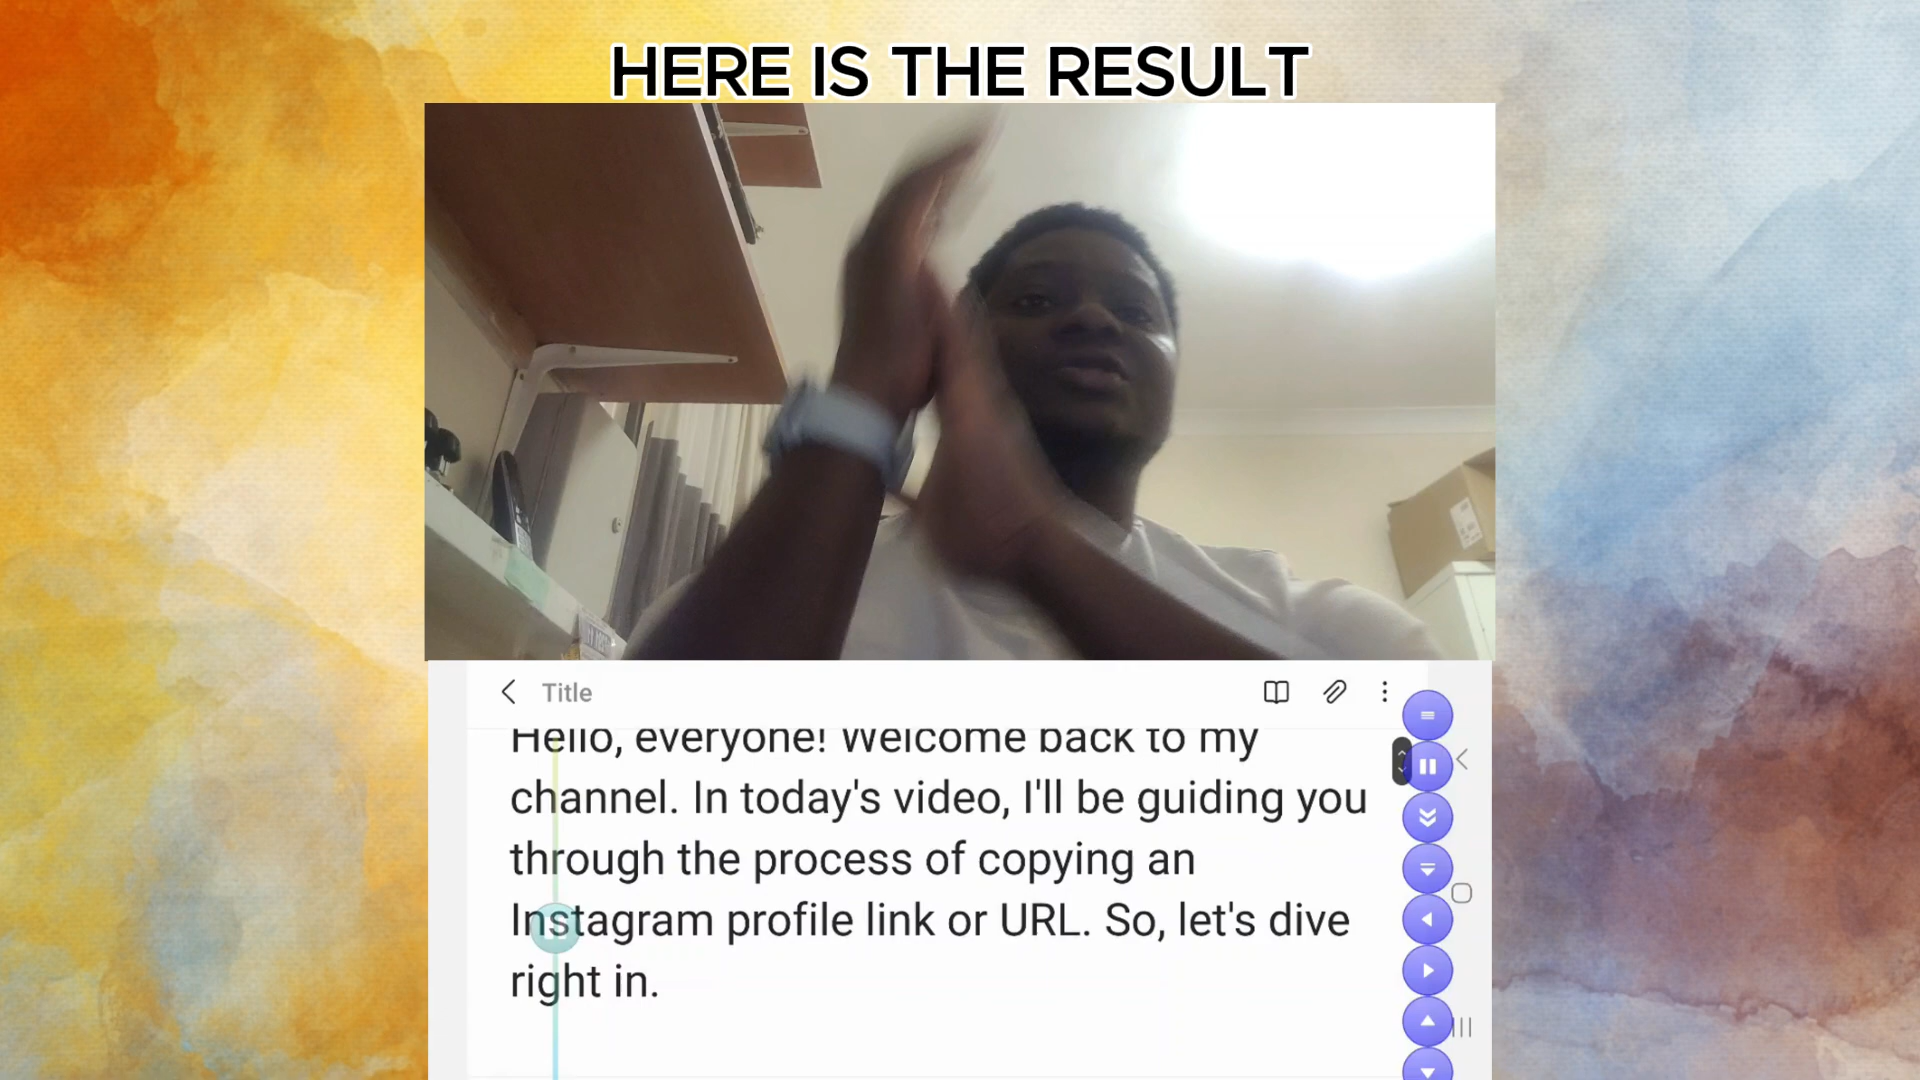 HERE IS THE RESULT
Title
Hello, everyone! Welcome back to my
channel. In today's video, I'll be guiding you
through the process of copying an
Instagram profile link or URL. So, let's dive
right in.